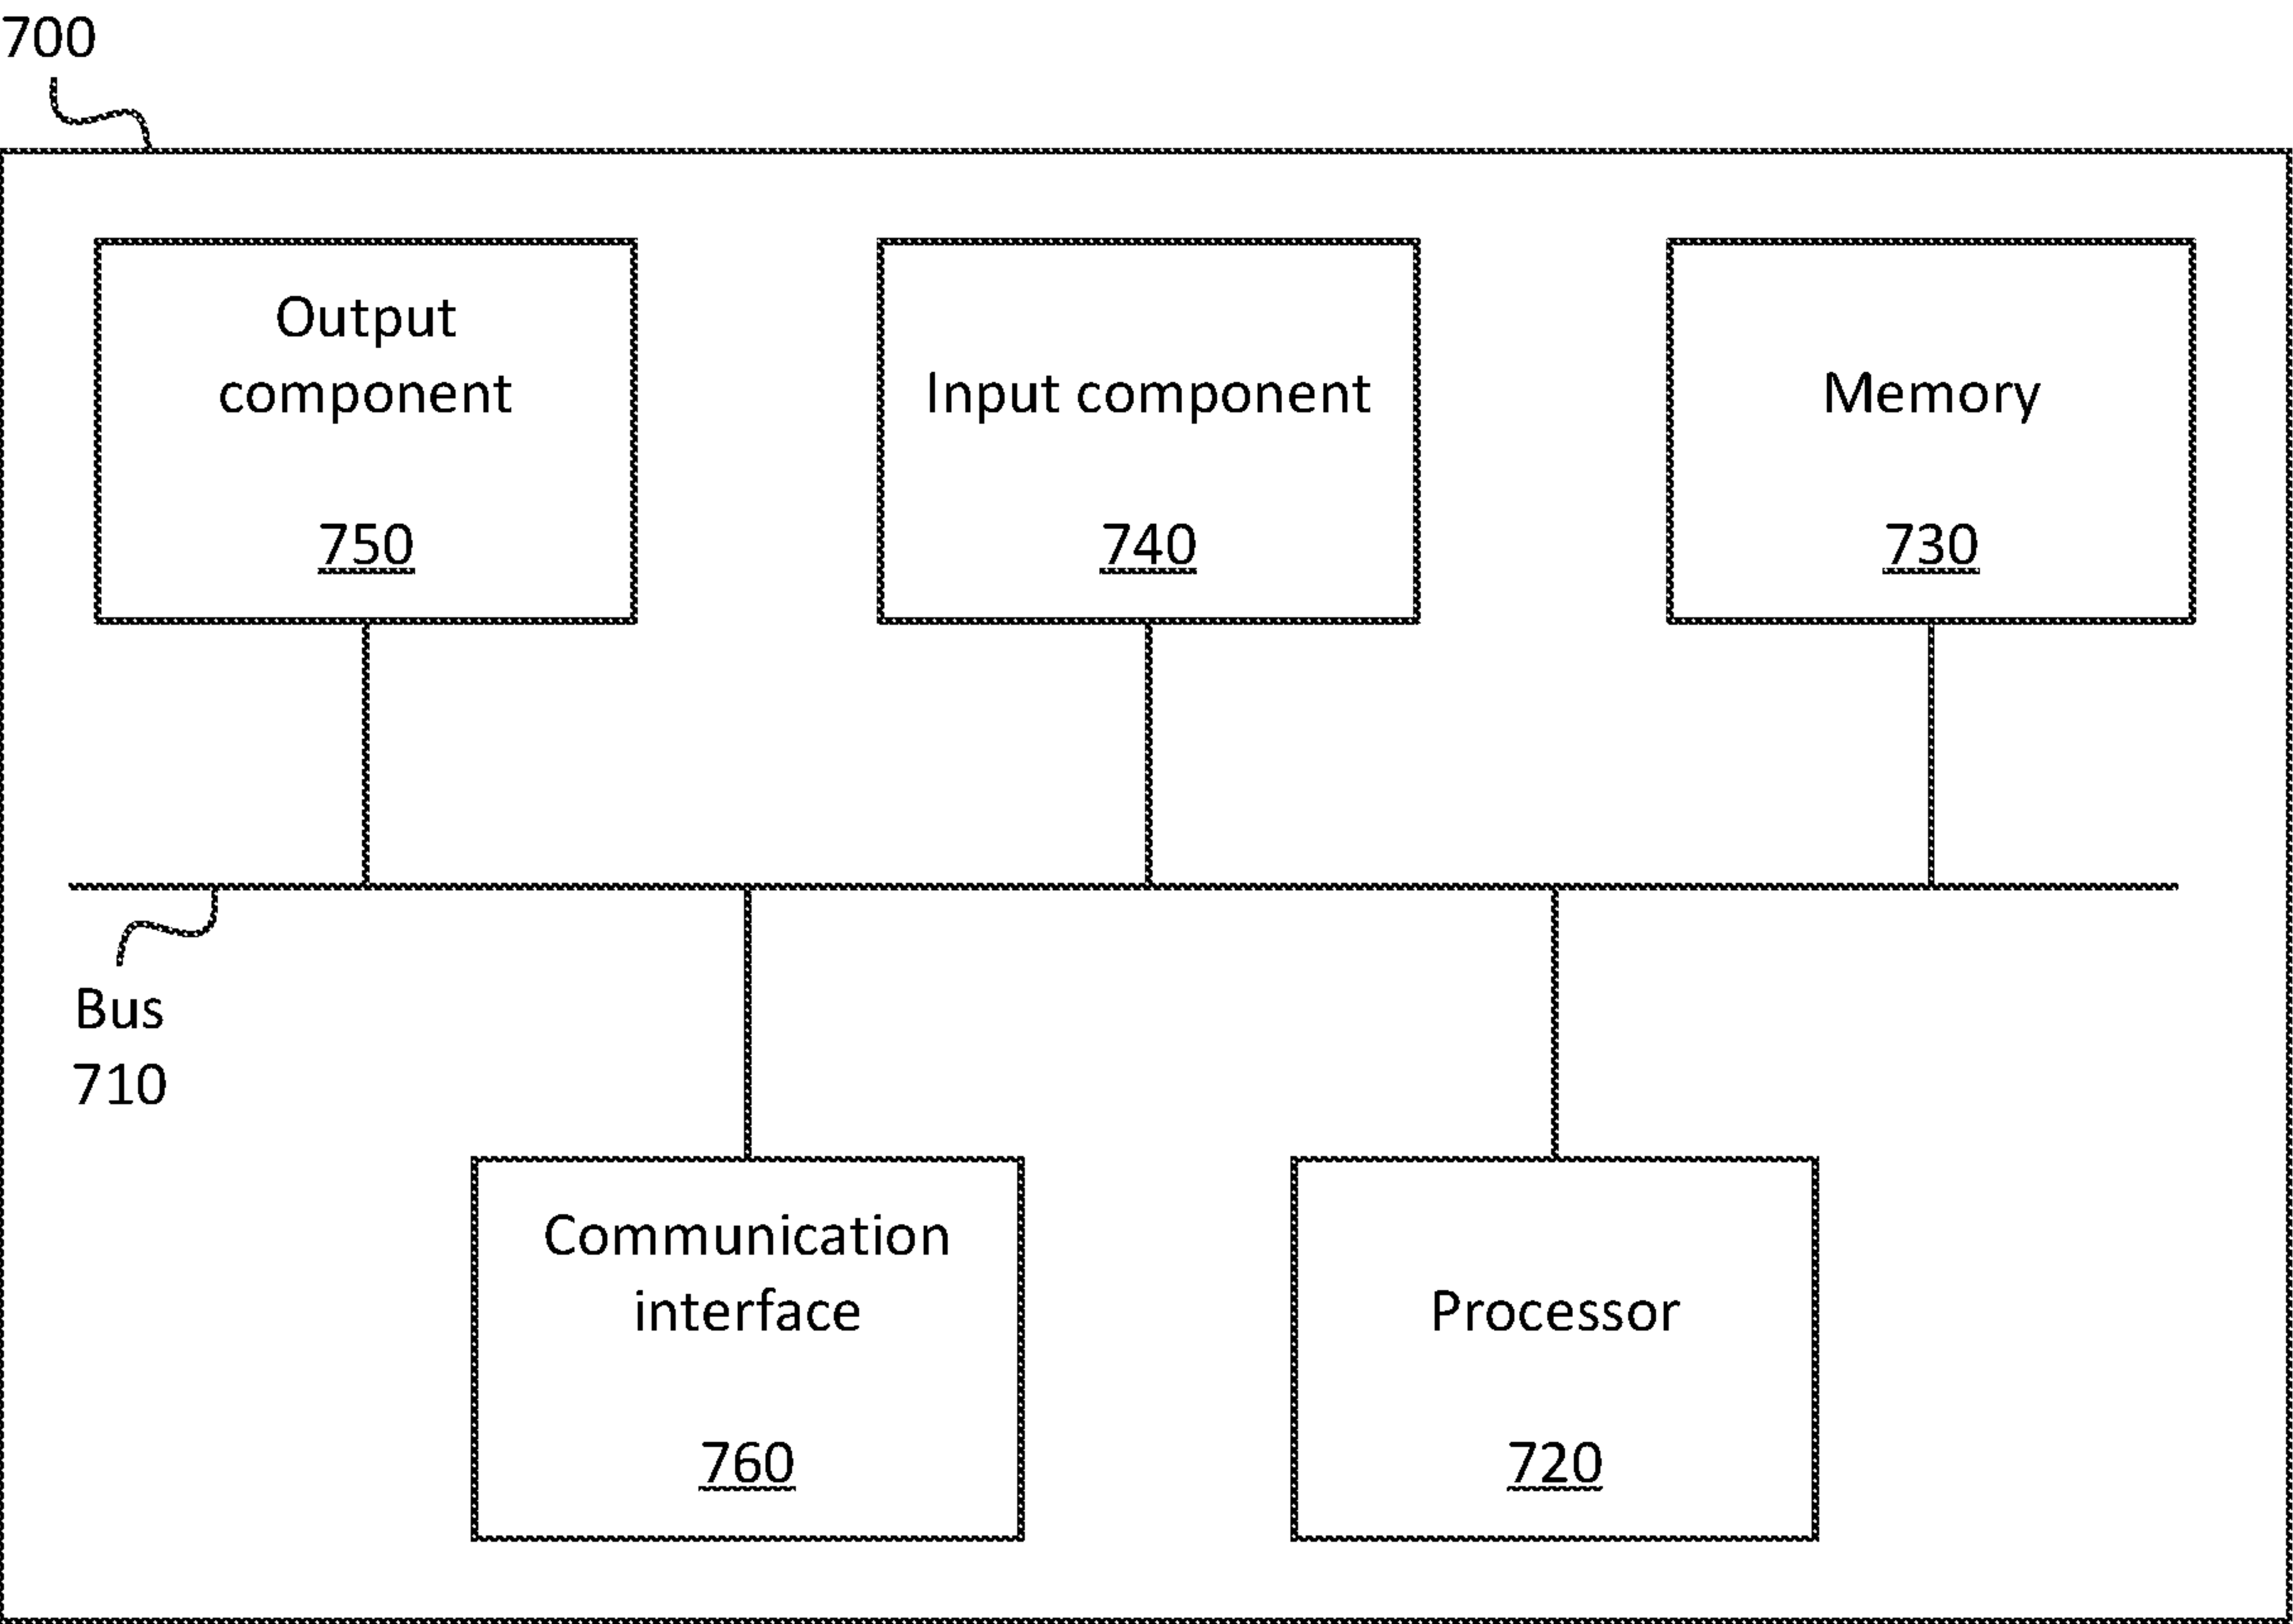 700
Output
component
750
Input component
740
Memory
730
Bus
710
Communication
interface
760
Processor
720